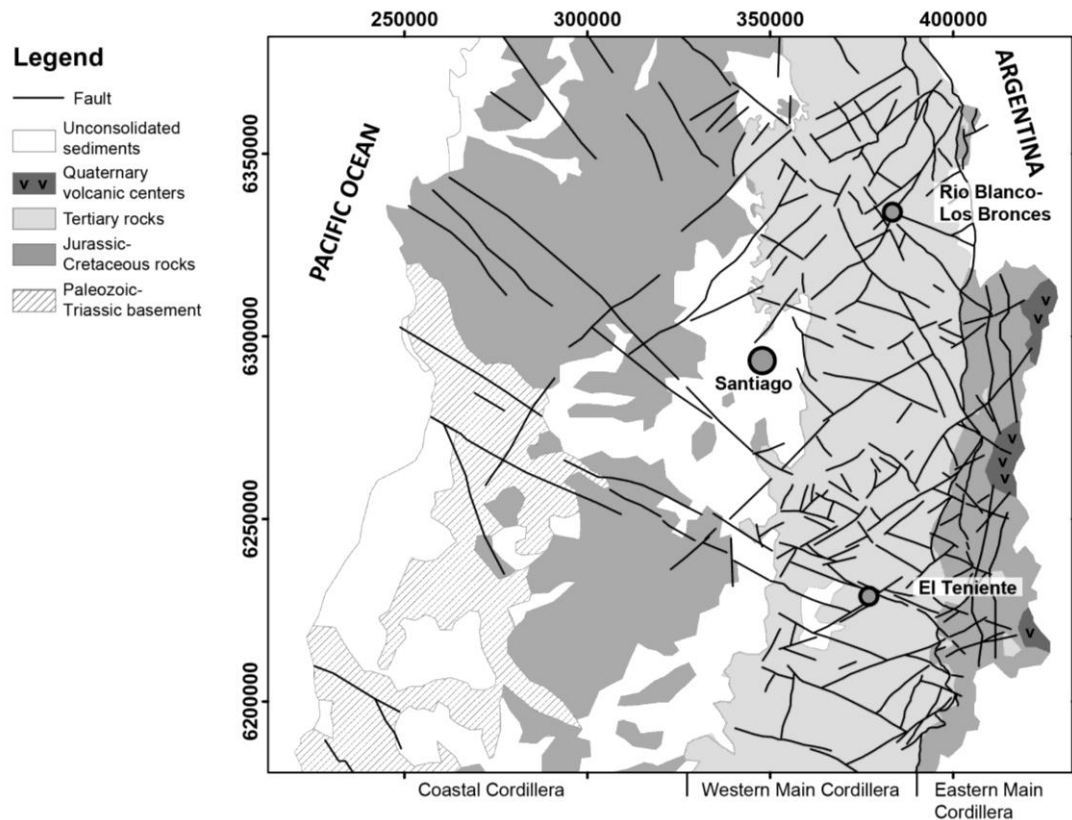 250000
300000
350000
400000
Legend
Fault
Unconsolidated
sediments
v v
Quaternary
volcanic centers
Tertiary rocks
Jurassic-
Cretaceous rocks
Paleozoic-
Triassic basement
6350000
6300000
6250000
6200000
PACIFIC OCEAN
ARGENTINA
Rio Blanco-
Los Bronces
v
v
Santiago
v
v
v
El Teniente
v
Coastal Cordillera
Western Main Cordillera
Eastern Main
Cordillera